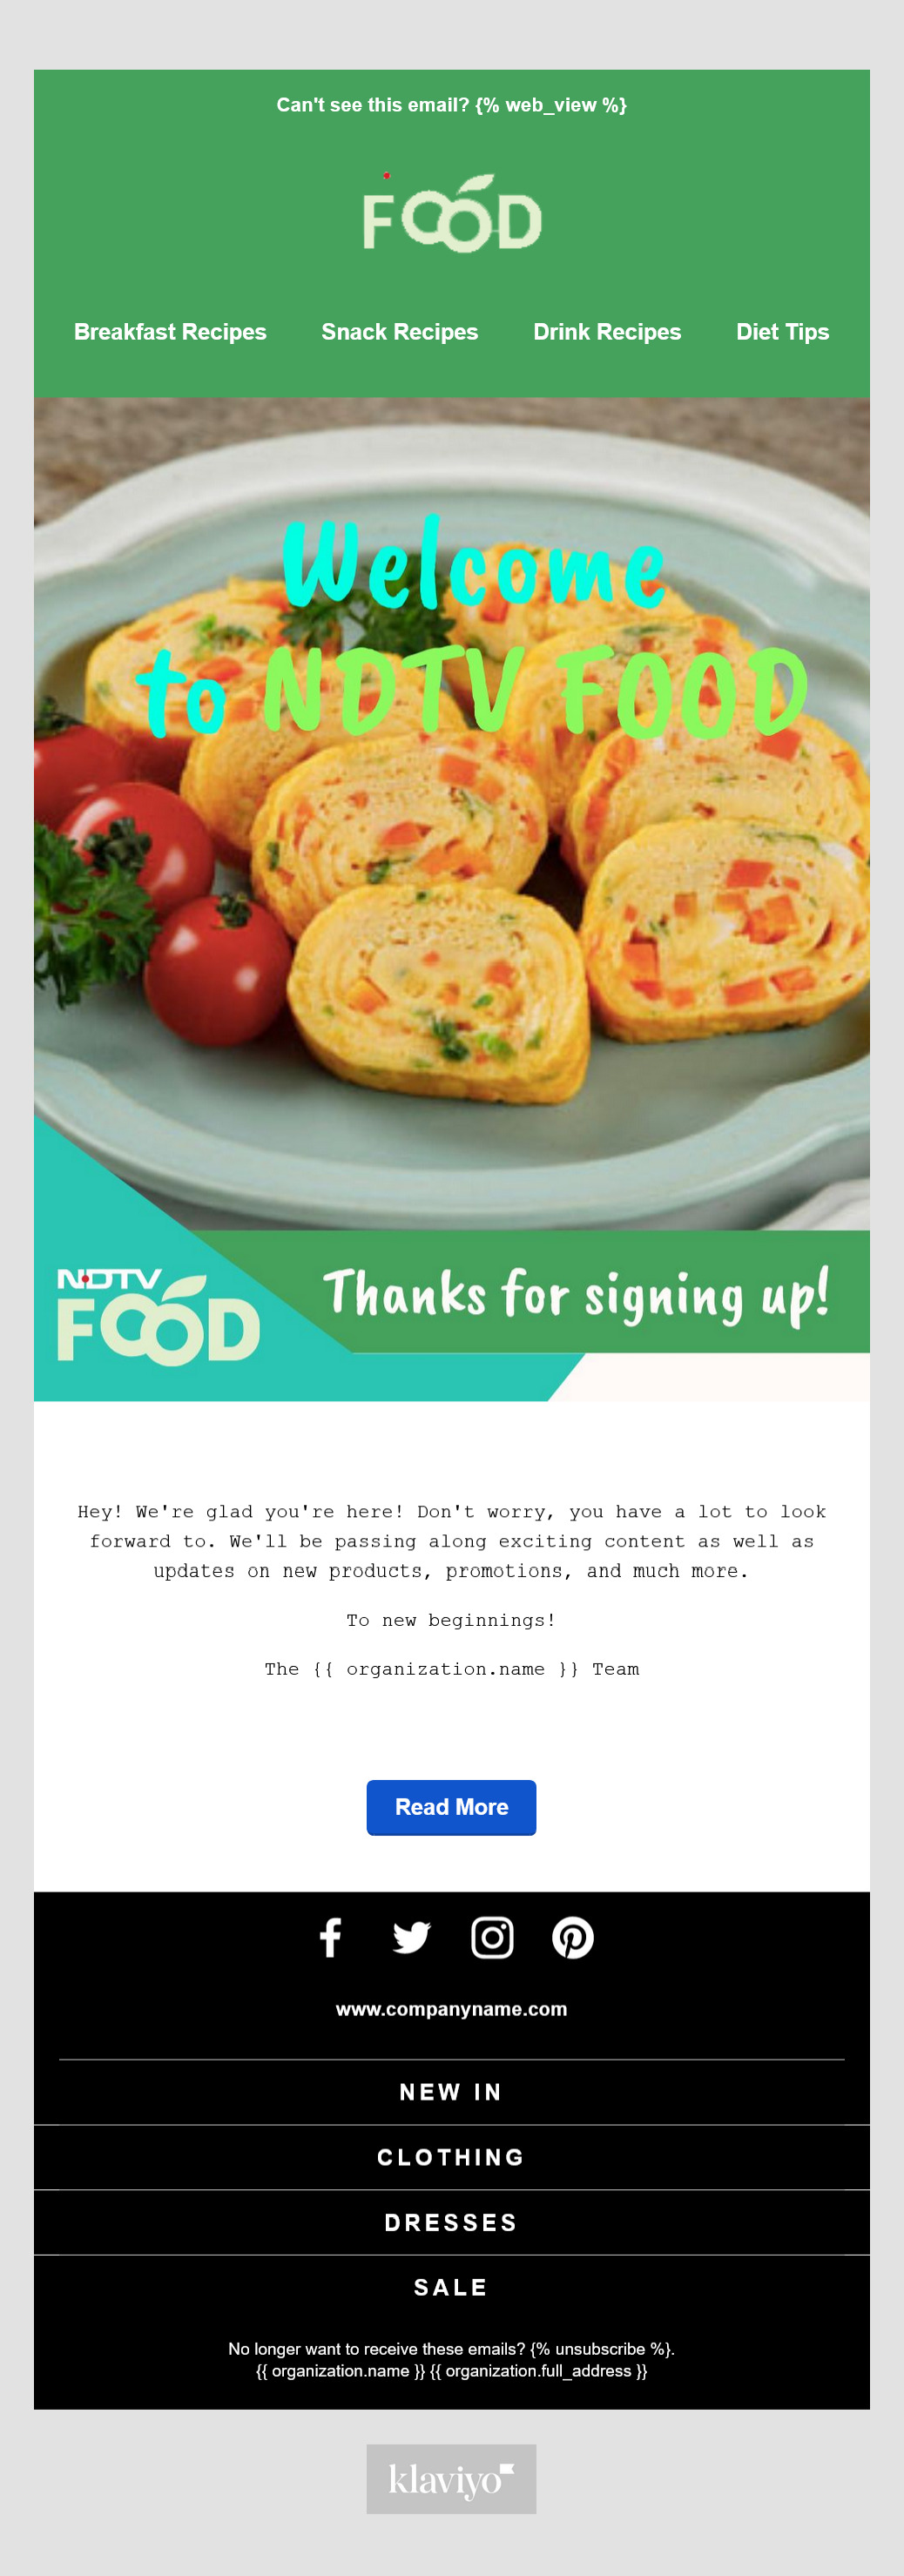 Can't see this email? {% web_view %}
FOOD
Breakfast Recipes Snack Recipes Drink Recipes Diet Tips
Welcome
to NDTV FOOD
NDTV
FOOD
Thanks for signing up!
Hey! We're glad you're here! Don't worry, you have a lot to look
forward to. We'll be passing along exciting content as well as
updates on new products, promotions, and much more.
To new beginnings!
The {{ organization.name }} Team
Read More
www.companyname.com
NEW IN
CLOTHING
DRESSES
SALE
No longer want to receive these emails? {% unsubscribe %}.
{{ organization.name }} {{ organization.full_address }}
klaviyo